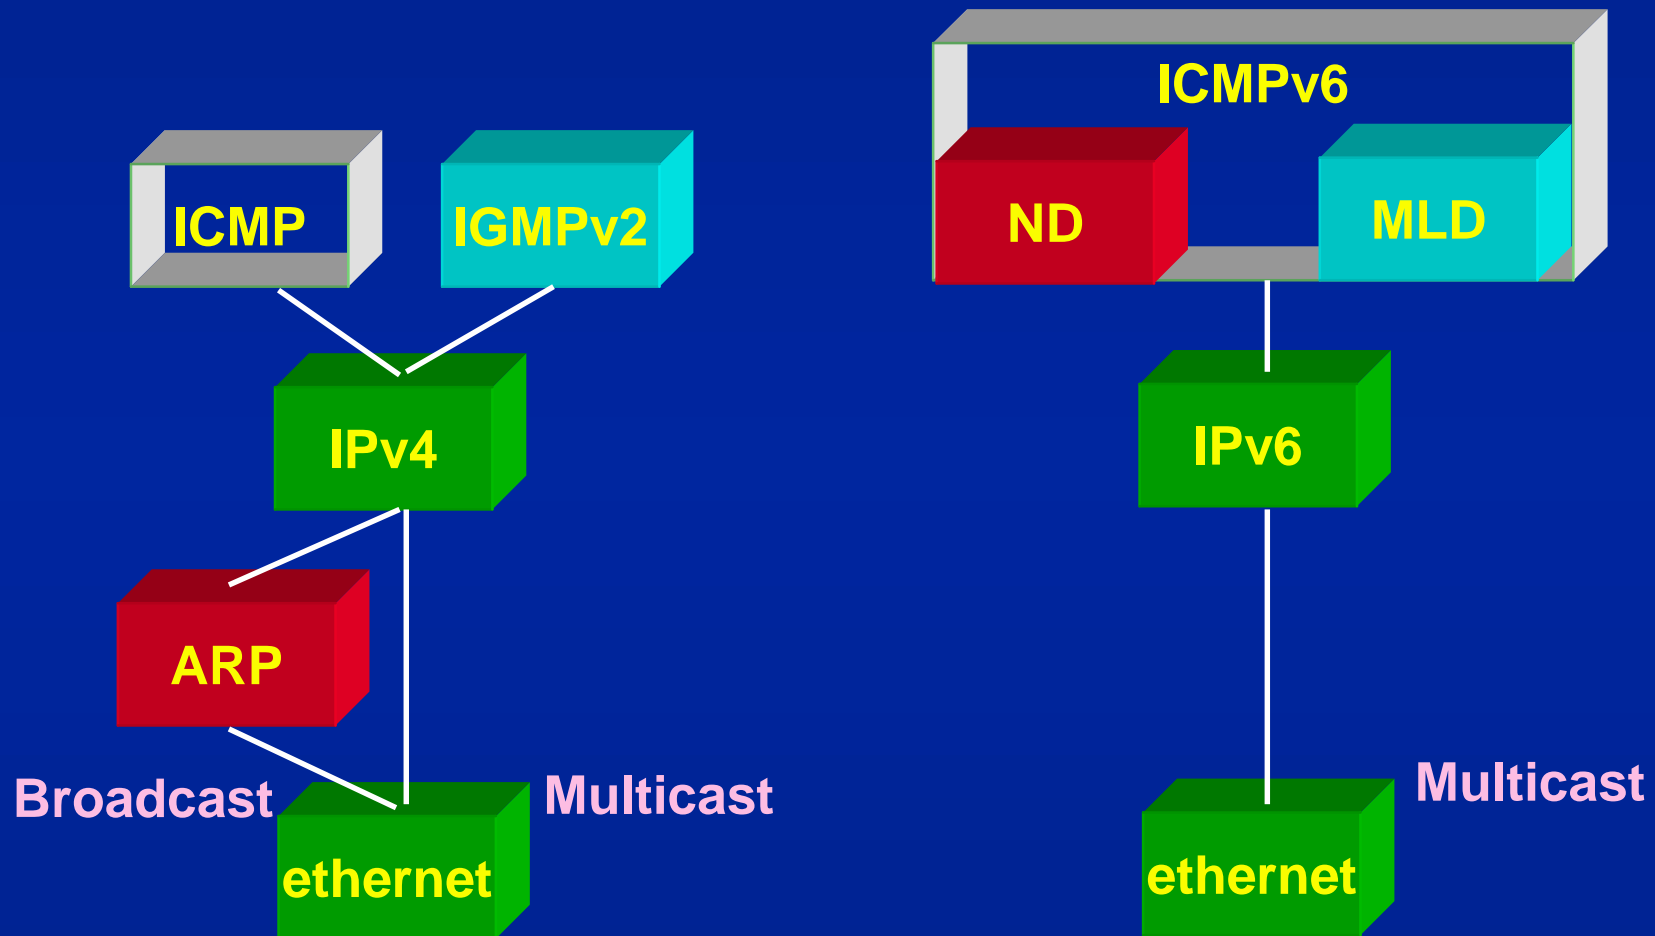 ICMP
IGMPv2
IPv4
ARP
Broadcast
Multicast
ethernet
ICMPv6
ND
MLD
IPv6
Multicast
ethernet